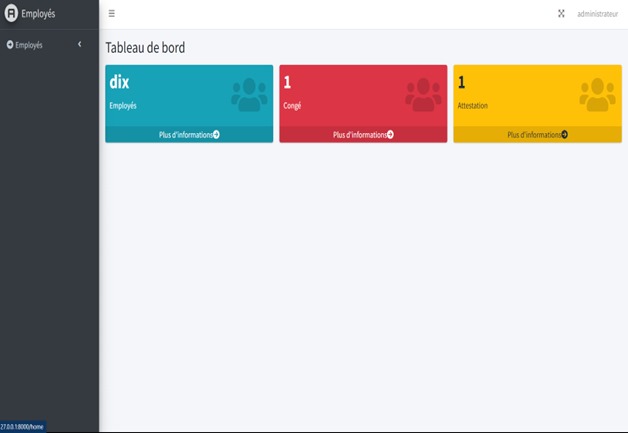 Employés
administrateur
Employés
Tableau de bord
dix
Employés
Plus d'informations
1
Congé
Plus d'informations
1
Attestation
Plus d'informations
27.0.0.1:8000/home